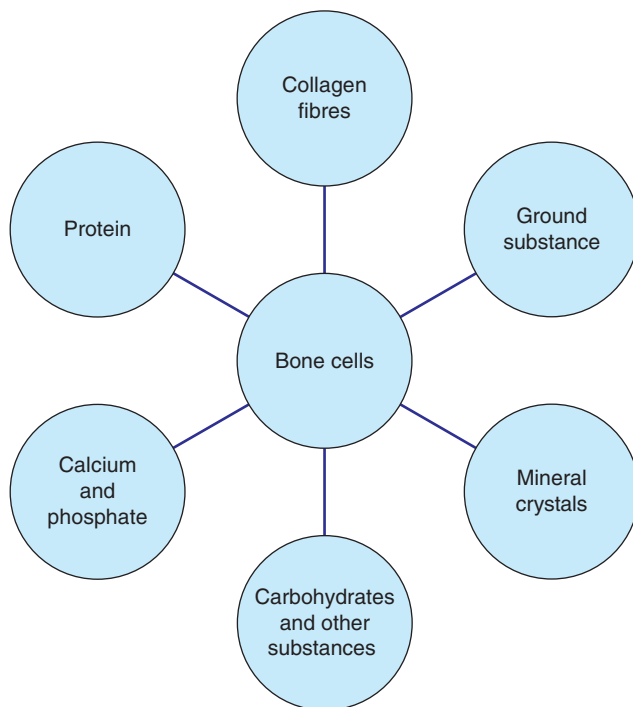 Collagen
fibres
Protein
Ground
substance
Bone cells
Calcium
and
phosphate
Mineral
crystals
Carbohydrates
and other
substances